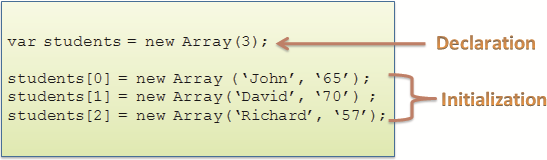 var students = new Array(3);
Declaration
students[0] = new Array (‘John’, ‘65’);
students[1] = new Array(‘David’, ‘70’) ;
students[2] = new Array(‘Richard’, ‘57’);
Initialization